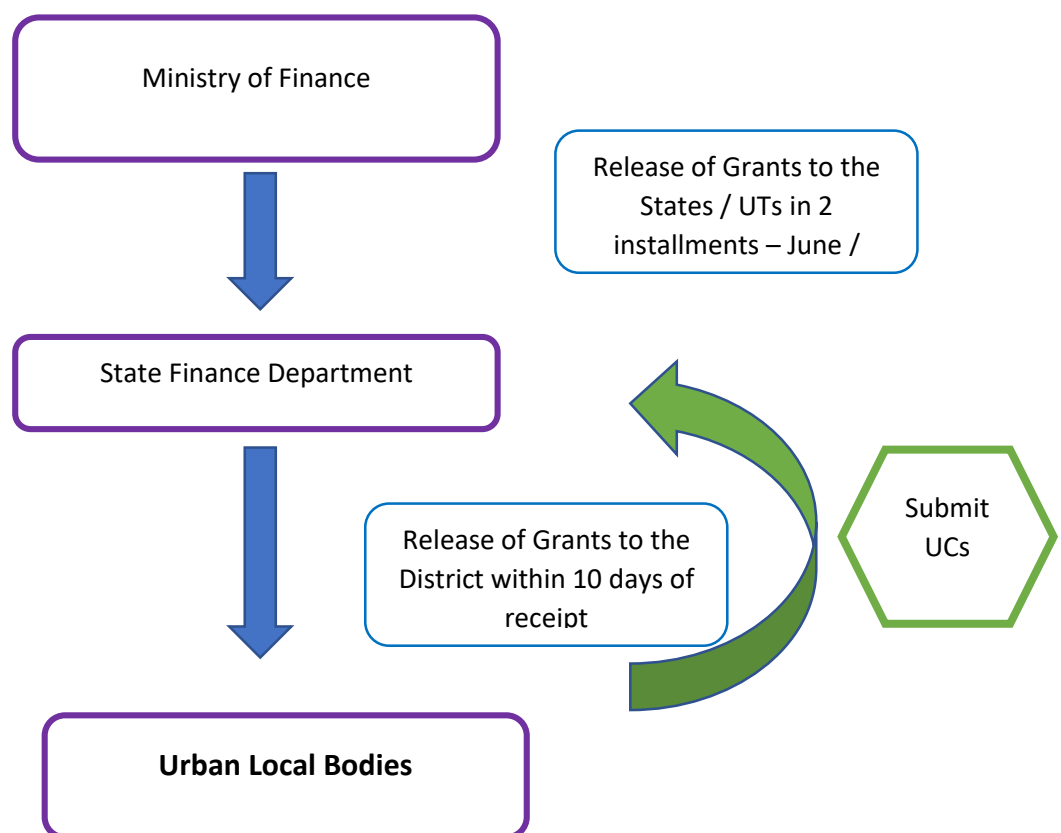 Ministry of Finance
Release of Grants to the
States / UTs in 2
installments – June /
State Finance Department
Release of Grants to the
District within 10 days of
receipt
Submit
UCs
Urban Local Bodies